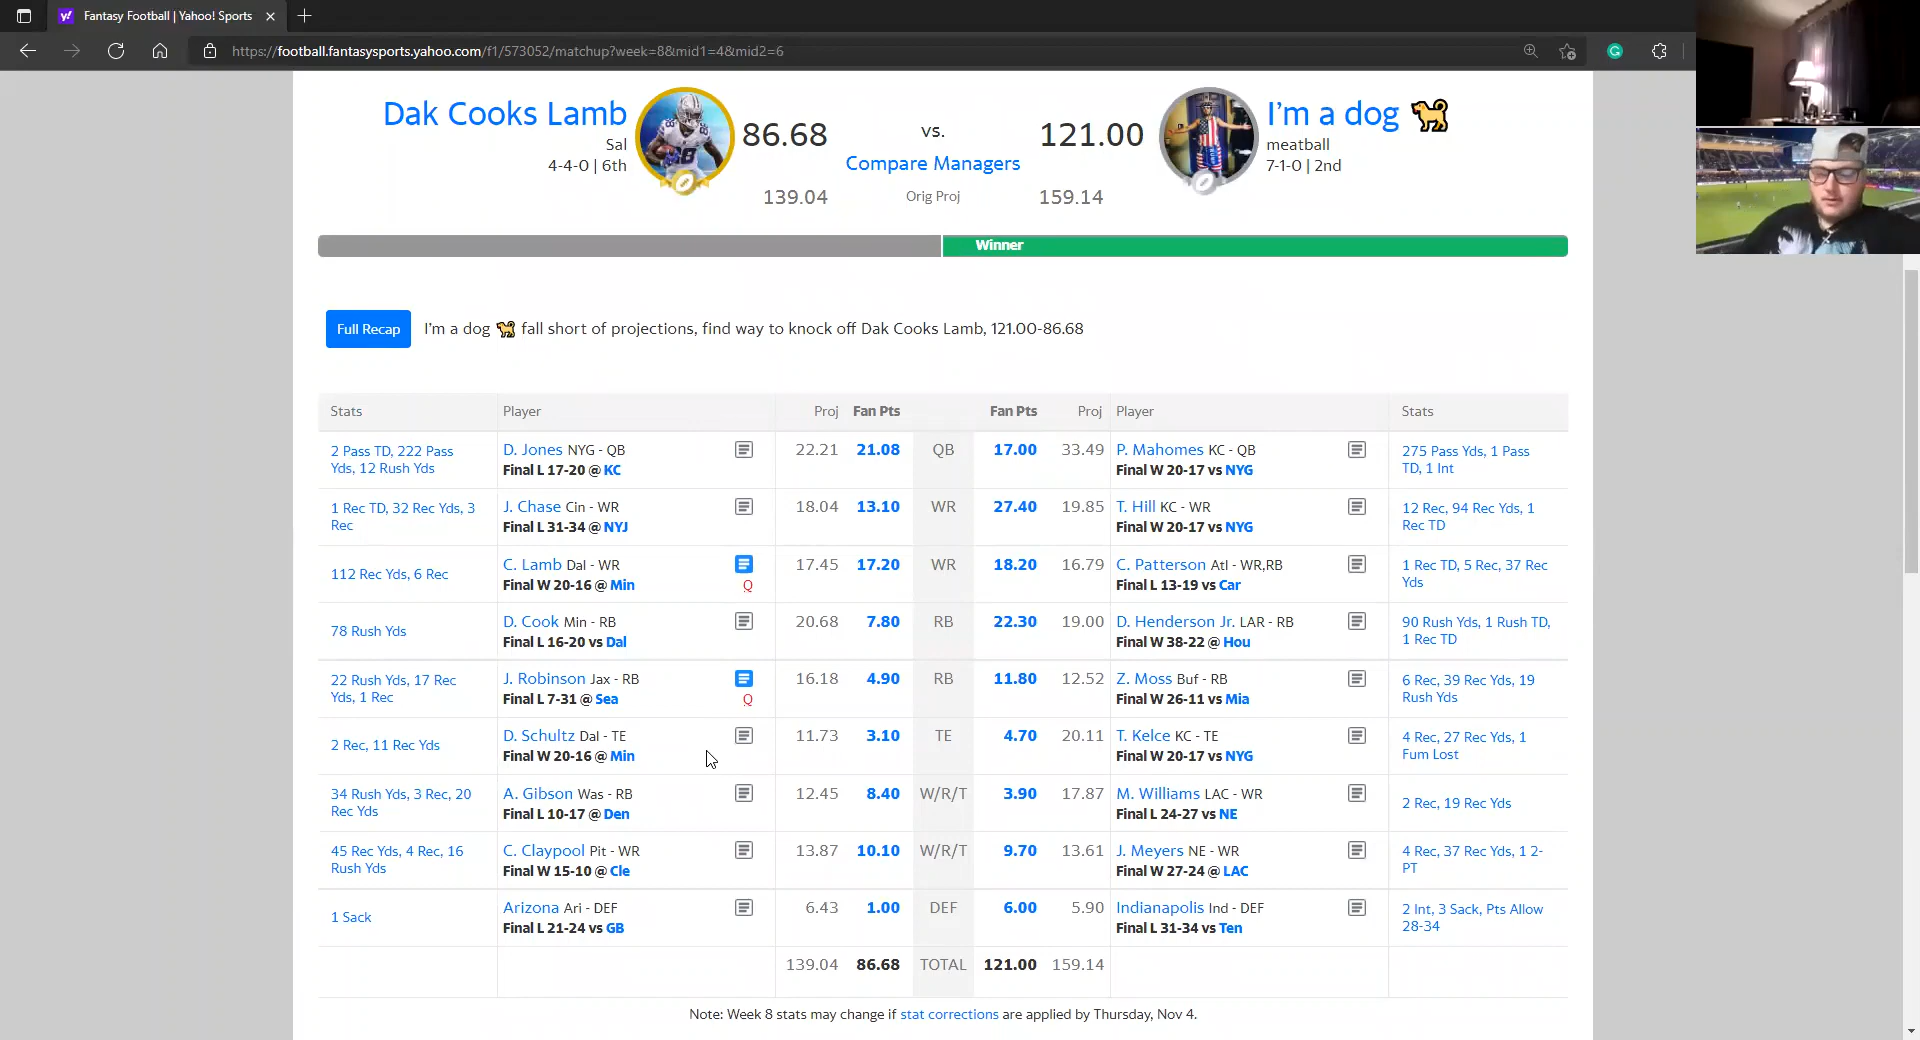 Fantasy Football | Yahoo! Sports
https://football.fantasysports.yahoo.com/f1/573052/matchup?week=8&mid1=4&mid2=6
Dak Cooks Lamb
Sal
4-4-0 | 6th
86.68
139.04
vs.
Compare Managers
Orig Proj
121.00
159.14
I'm a dog 🐕
meatball
7-1-0 | 2nd
Winner
Full Recap
I'm a dog 🐕 fall short of projections, find way to knock off Dak Cooks Lamb, 121.00-86.68
Stats Player Proj Fan Pts Fan Pts Proj Player Stats
2 Pass TD, 222 Pass D. Jones NYG - QB 22.21 21.08 QB 17.00 33.49 P. Mahomes KC - QB 275 Pass Yds, 1 Pass
Yds, 12 Rush Yds Final L 17-20 @ KC Final W 20-17 vs NYG TD, 1 Int
1 Rec TD, 32 Rec Yds, 3 J. Chase Cin - WR 18.04 13.10 WR 27.40 19.85 T. Hill KC - WR 12 Rec, 94 Rec Yds, 1
Rec Final L 31-34 @ NYJ Final W 20-17 vs NYG Rec TD
112 Rec Yds, 6 Rec C. Lamb Dal - WR 17.45 17.20 WR 18.20 16.79 C. Patterson Atl - WR,RB 1 Rec TD, 5 Rec, 37 Rec
Final W 20-16 @ Min Q Final L 13-19 vs Car Yds
78 Rush Yds D. Cook Min - RB 20.68 7.80 RB 22.30 19.00 D. Henderson Jr. LAR - RB 90 Rush Yds, 1 Rush TD,
Final L 16-20 vs Dal Final W 38-22 @ Hou 1 Rec TD
22 Rush Yds, 17 Rec J. Robinson Jax - RB 16.18 4.90 RB 11.80 12.52 Z. Moss Buf - RB 6 Rec, 39 Rec Yds, 19
Yds, 1 Rec Final L 7-31 @ Sea Q Final W 26-11 vs Mia Rush Yds
2 Rec, 11 Rec Yds D. Schultz Dal - TE 11.73 3.10 TE 4.70 20.11 T. Kelce KC - TE 4 Rec, 27 Rec Yds, 1
Final W 20-16 @ Min Final W 20-17 vs NYG Fum Lost
34 Rush Yds, 3 Rec, 20 A. Gibson Was - RB 12.45 8.40 W/R/T 3.90 17.87 M. Williams LAC - WR 2 Rec, 19 Rec Yds
Rec Yds Final L 10-17 @ Den Final L 24-27 vs NE
45 Rec Yds, 4 Rec, 16 C. Claypool Pit - WR 13.87 10.10 W/R/T 9.70 13.61 J. Meyers NE - WR 4 Rec, 37 Rec Yds, 1 2-
Rush Yds Final W 15-10 @ Cle Final W 27-24 @ LAC PT
1 Sack Arizona Ari - DEF 6.43 1.00 DEF 6.00 5.90 Indianapolis Ind - DEF 2 Int, 3 Sack, Pts Allow
Final L 21-24 vs GB Final L 31-34 vs Ten 28-34
139.04 86.68 TOTAL 121.00 159.14
Note: Week 8 stats may change if stat corrections are applied by Thursday, Nov 4.